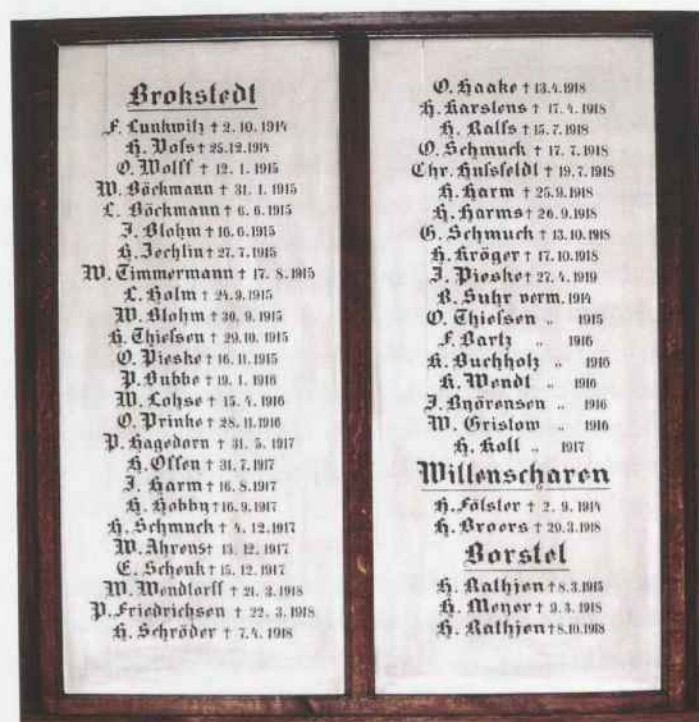 Brokstedt
F. Lunkwitz † 2. 10. 1914
H. Voſs † 25.12.1914
O. Wolff † 12. 1. 1915
W. Böckmann † 31. 1. 1915
L. Böckmann † 6. 6. 1915
J. Blohm † 16. 6. 1915
H. Zechlin † 27. 7. 1915
W. Timmermann † 17. 8. 1915
L. Holm † 24. 9. 1915
W. Blohm † 30. 9. 1915
H. Thieſsen † 29.10. 1915
O. Pieske † 16. 11. 1915
P. Bubbe † 19. 1. 1916
W. Lohse † 15. 4. 1916
O. Prinke † 28. 11. 1916
P. Hagedorn † 31. 5. 1917
H. Offen † 31. 7. 1917
J. Harm † 16. 8. 1917
H. Hobby † 16. 9. 1917
H. Schmuck † 4. 12. 1917
W. Ahrens † 13. 12. 1917
E. Schenk † 15. 12. 1917
W. Wendtorff † 21. 3. 1918
P. Friedrichsen † 22. 3. 1918
H. Schröder † 7. 4. 1918
O. Haake † 13. 4. 1918
H. Karstens † 17. 4. 1918
H. Ralfs † 15. 7. 1918
O. Schmuck † 17. 7. 1918
Chr. Huſsfeldt † 19. 7. 1918
H. Harm † 25. 9. 1918
H. Harms † 26. 9. 1918
G. Schmuck † 13. 10. 1918
H. Kröger † 17. 10. 1918
J. Pieske † 27. 4. 1919
B. Suhr verm. 1914
O. Thieſsen „ 1915
F. Bartz „ 1916
K. Buchholz „ 1916
K. Wendt „ 1916
J. Byörensen „ 1916
W. Gristow „ 1916
H. Koll „ 1917
Willenscharen
H. Fölster † 2. 9. 1914
H. Broers † 29. 3. 1918
Borstel
H. Rathjen † 8. 3. 1915
H. Meyer † 9. 3. 1918
H. Rathjen † 8. 10. 1918